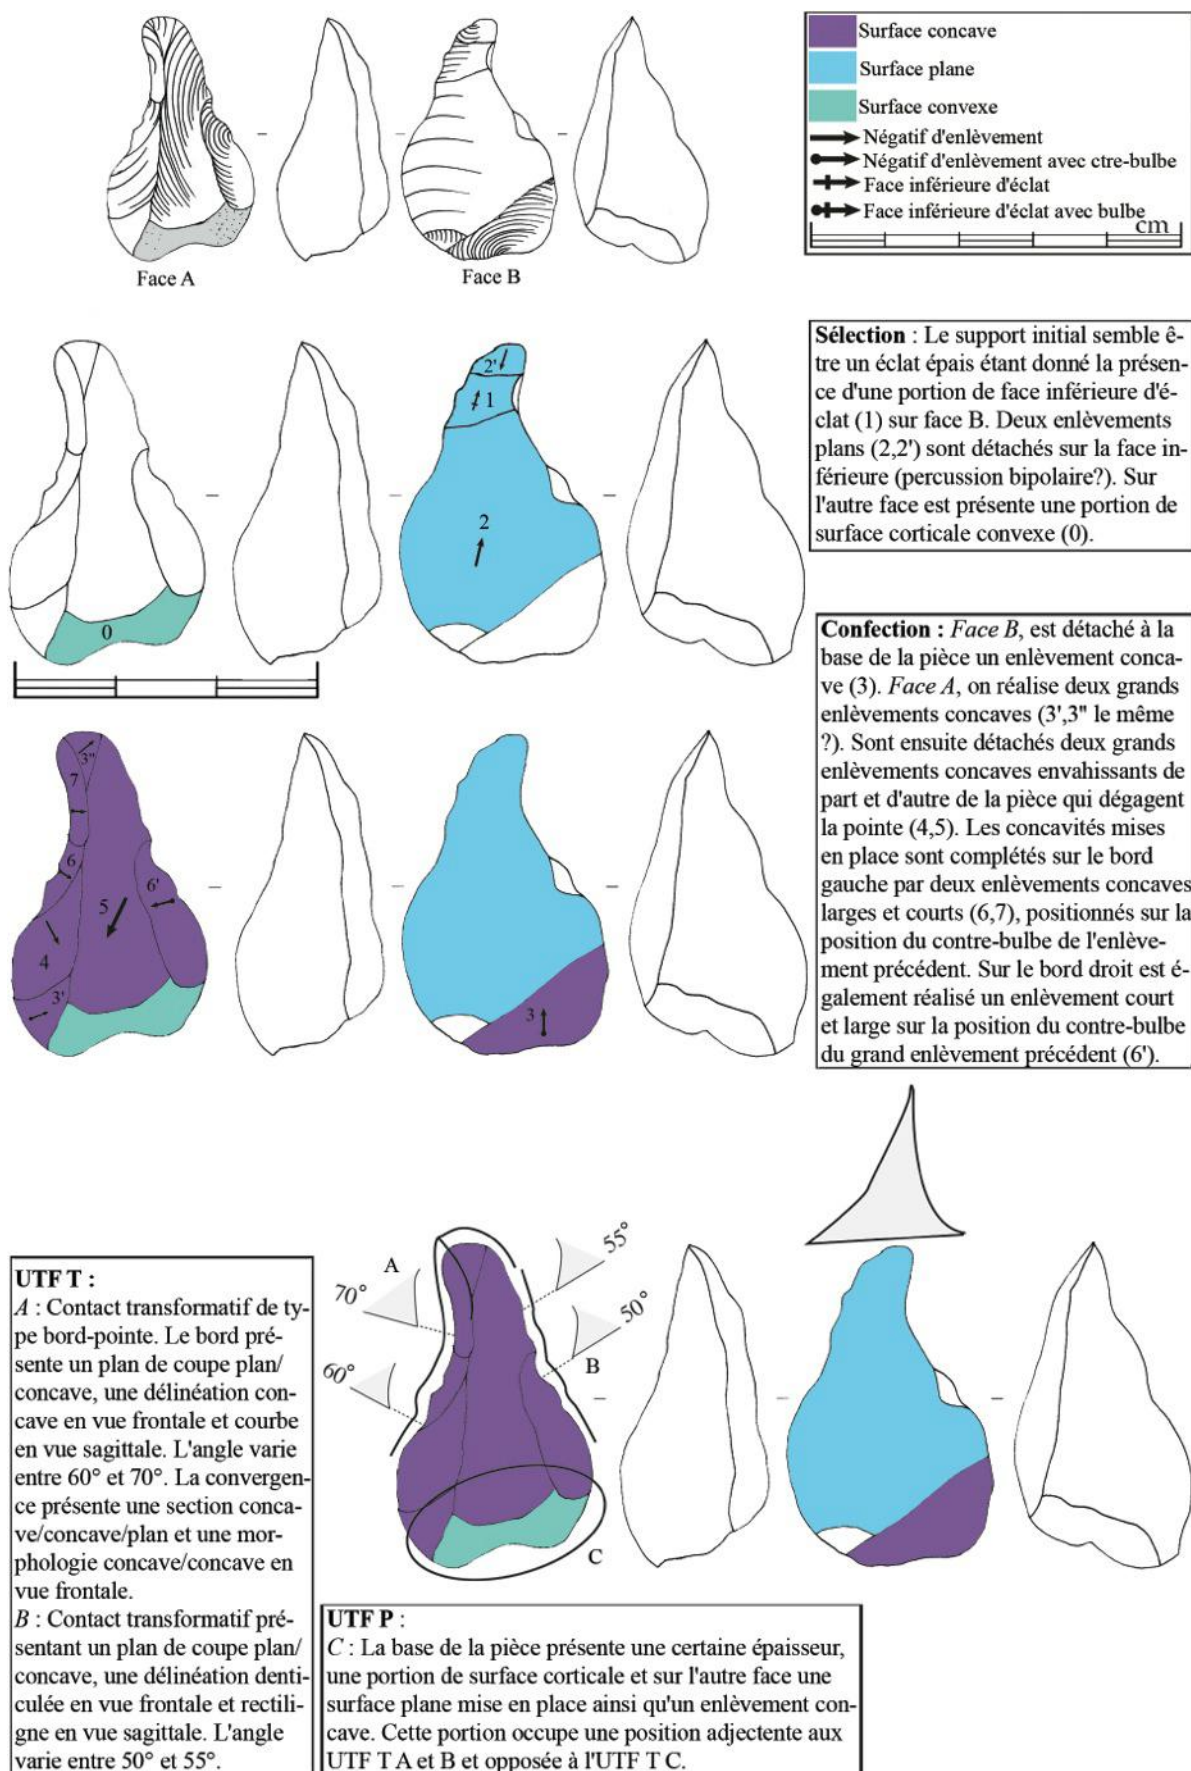 Surface concave
Surface plane
Surface convexe
Négatif d'enlèvement
Négatif d'enlèvement avec ctre-bulbe
Face inférieure d'éclat
Face inférieure d'éclat avec bulbe
cm
Face A
Face B
Sélection : Le support initial semble ê-
tre un éclat épais étant donné la présen-
ce d'une portion de face inférieure d'é-
clat (1) sur face B. Deux enlèvements
plans (2,2') sont détachés sur la face in-
férieure (percussion bipolaire?). Sur
l'autre face est présente une portion de
surface corticale convexe (0).
2'
1
2
0
Confection : Face B, est détaché à la
base de la pièce un enlèvement conca-
ve (3). Face A, on réalise deux grands
enlèvements concaves (3',3" le même
?). Sont ensuite détachés deux grands
enlèvements concaves envahissants de
part et d'autre de la pièce qui dégagent
la pointe (4,5). Les concavités mises
en place sont complétés sur le bord
gauche par deux enlèvements concaves
larges et courts (6,7), positionnés sur la
position du contre-bulbe de l'enlève-
ment précédent. Sur le bord droit est é-
galement réalisé un enlèvement court
et large sur la position du contre-bulbe
du grand enlèvement précédent (6').
3"
7
6
6'
5
4
3'
3
A
70°
60°
55°
50°
B
C
UTF T :
A : Contact transformatif de ty-
pe bord-pointe. Le bord pré-
sente un plan de coupe plan/
concave, une délinéation con-
cave en vue frontale et courbe
en vue sagittale. L'angle varie
entre 60° et 70°. La convergen-
ce présente une section conca-
ve/concave/plan et une mor-
phologie concave/concave en
vue frontale.
B : Contact transformatif pré-
sentant un plan de coupe plan/
concave, une délinéation denti-
culée en vue frontale et rectili-
gne en vue sagittale. L'angle
varie entre 50° et 55°.
UTF P :
C : La base de la pièce présente une certaine épaisseur,
une portion de surface corticale et sur l'autre face une
surface plane mise en place ainsi qu'un enlèvement con-
cave. Cette portion occupe une position adjectente aux
UTF T A et B et opposée à l'UTF T C.